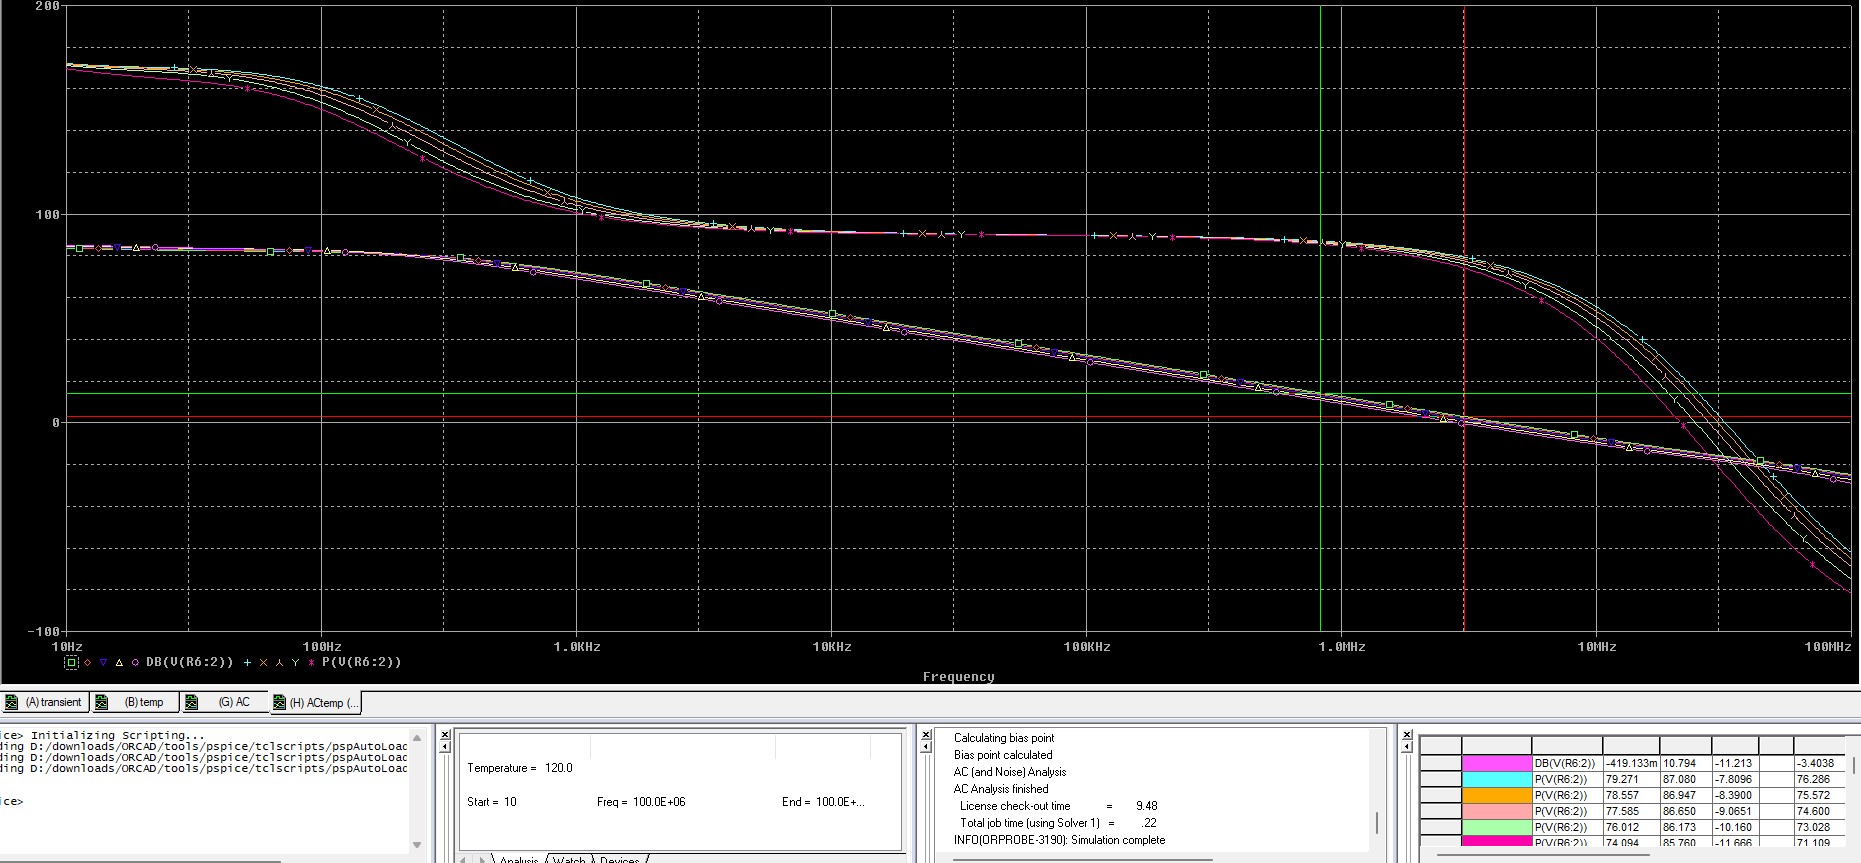 200
100
0
-100
10Hz 100Hz 1.0KHz 10KHz 100KHz 1.0MHz 10MHz 100MHz
DB(V(R6:2)) P(V(R6:2))
Frequency
(A) transient (B) temp (G) AC (H) ACtemp (...
ice> Initializing Scripting...
ding D:/downloads/ORCAD/tools/pspice/tclscripts/pspAutoLoad
ding D:/downloads/ORCAD/tools/pspice/tclscripts/pspAutoLoad
ding D:/downloads/ORCAD/tools/pspice/tclscripts/pspAutoLoad
ice>
Temperature = 120.0
Start = 10 Freq = 100.0E+06 End = 100.0E+...
Analysis Watch Devices
Calculating bias point
Bias point calculated
AC (and Noise) Analysis
AC Analysis finished
License check-out time = 9.48
Total job time (using Solver 1) = .22
INFO(ORPROBE-3190): Simulation complete
DB(V(R6:2)) -419.133m 10.794 -11.213 -3.4038
P(V(R6:2)) 79.271 87.080 -7.8096 76.286
P(V(R6:2)) 78.557 86.947 -8.3900 75.572
P(V(R6:2)) 77.585 86.650 -9.0651 74.600
P(V(R6:2)) 76.012 86.173 -10.160 73.028
P(V(R6:2)) 74.094 85.760 -11.666 71.109